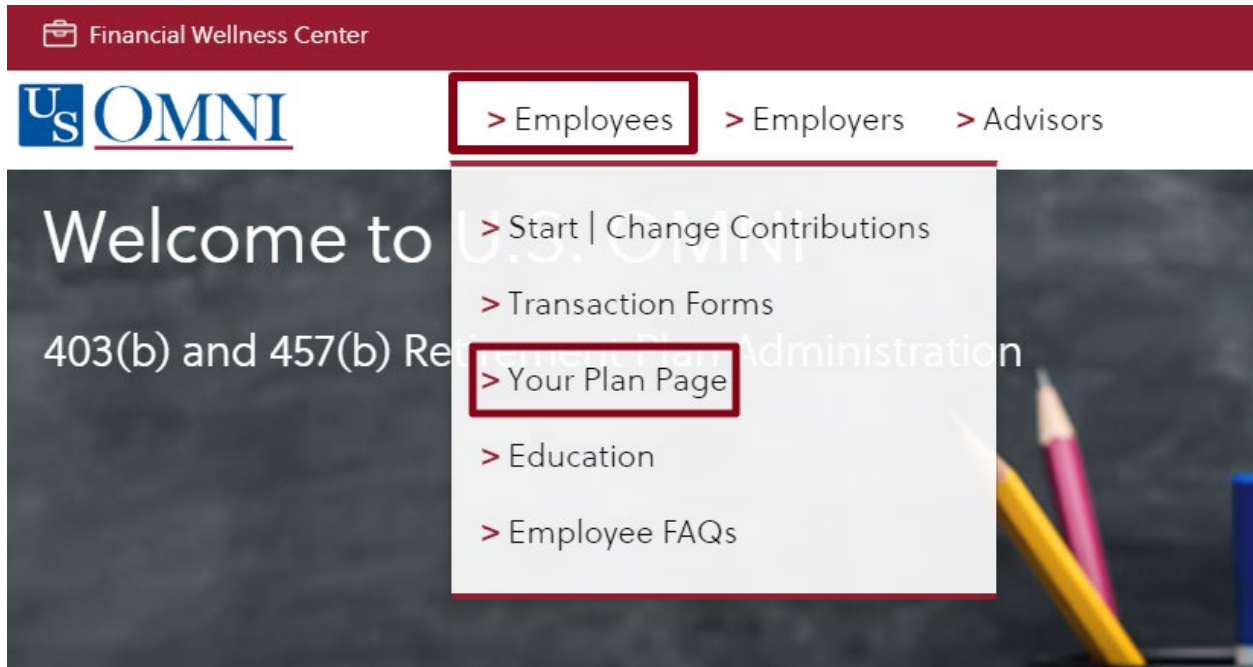 Financial Wellness Center
US OMNI
> Employees > Employers > Advisors
Welcome to U.S. OMNI
403(b) and 457(b) Retirement Plan Administration
> Start | Change Contributions
> Transaction Forms
> Your Plan Page
> Education
> Employee FAQs